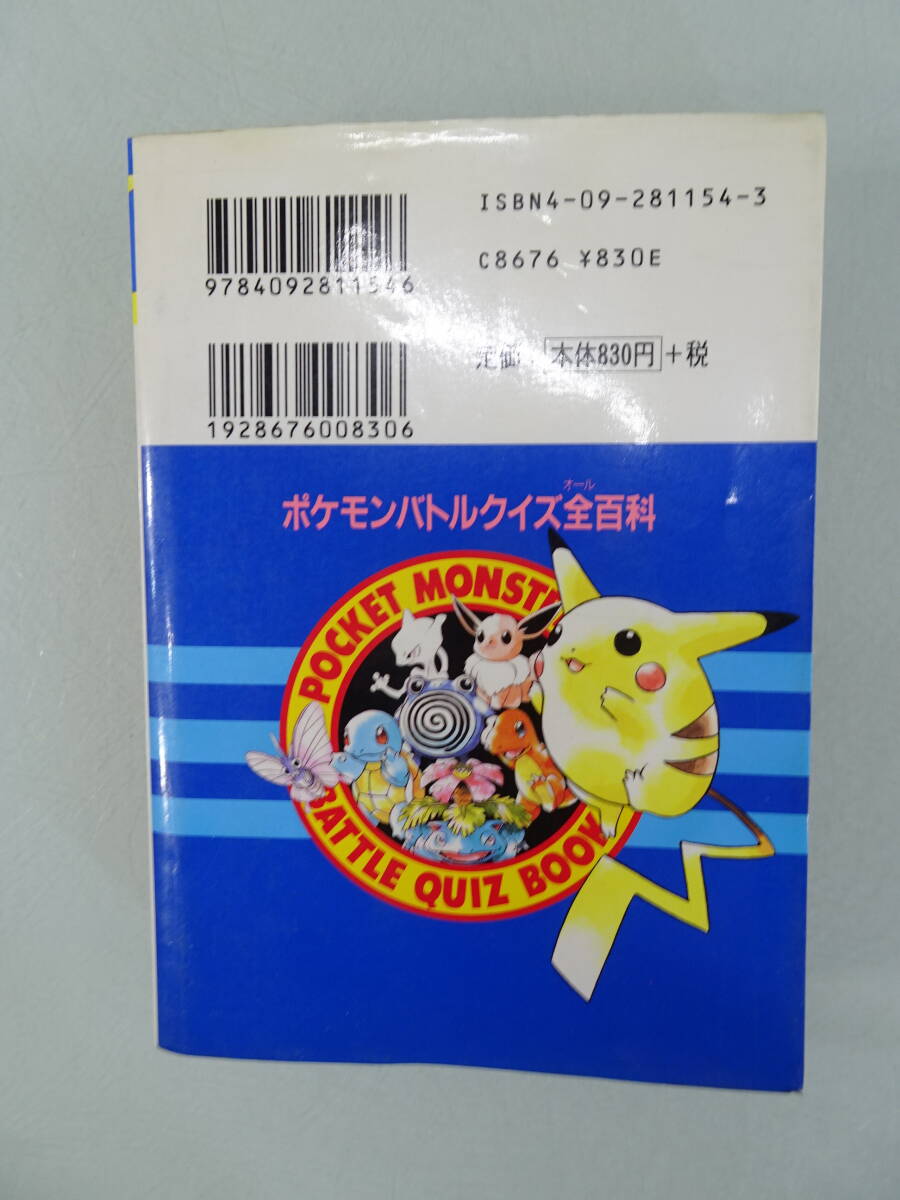 ISBN4-09-281154-3
9784092811546
C8676 ¥830E
定価: 本体830円+税
1928676008306
オール
ポケモンバトルクイズ全百科
POCKET MONST
BATTLE QUIZ BOOK